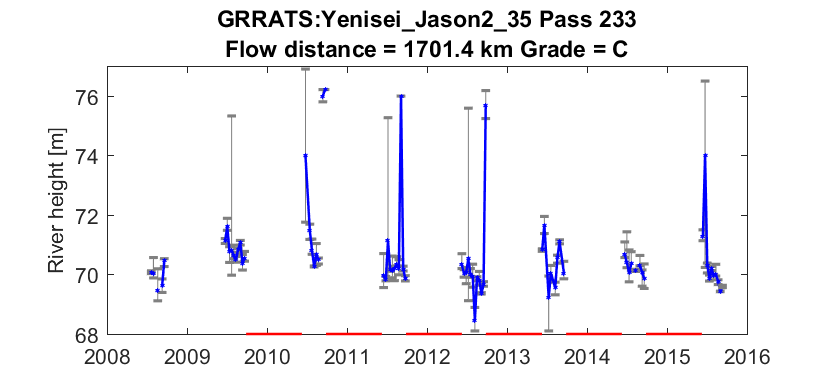 GRRATS:Yenisei_Jason2_35 Pass 233
Flow distance = 1701.4 km Grade = C
River height [m]
76
74
72
70
68
2008 2009 2010 2011 2012 2013 2014 2015 2016